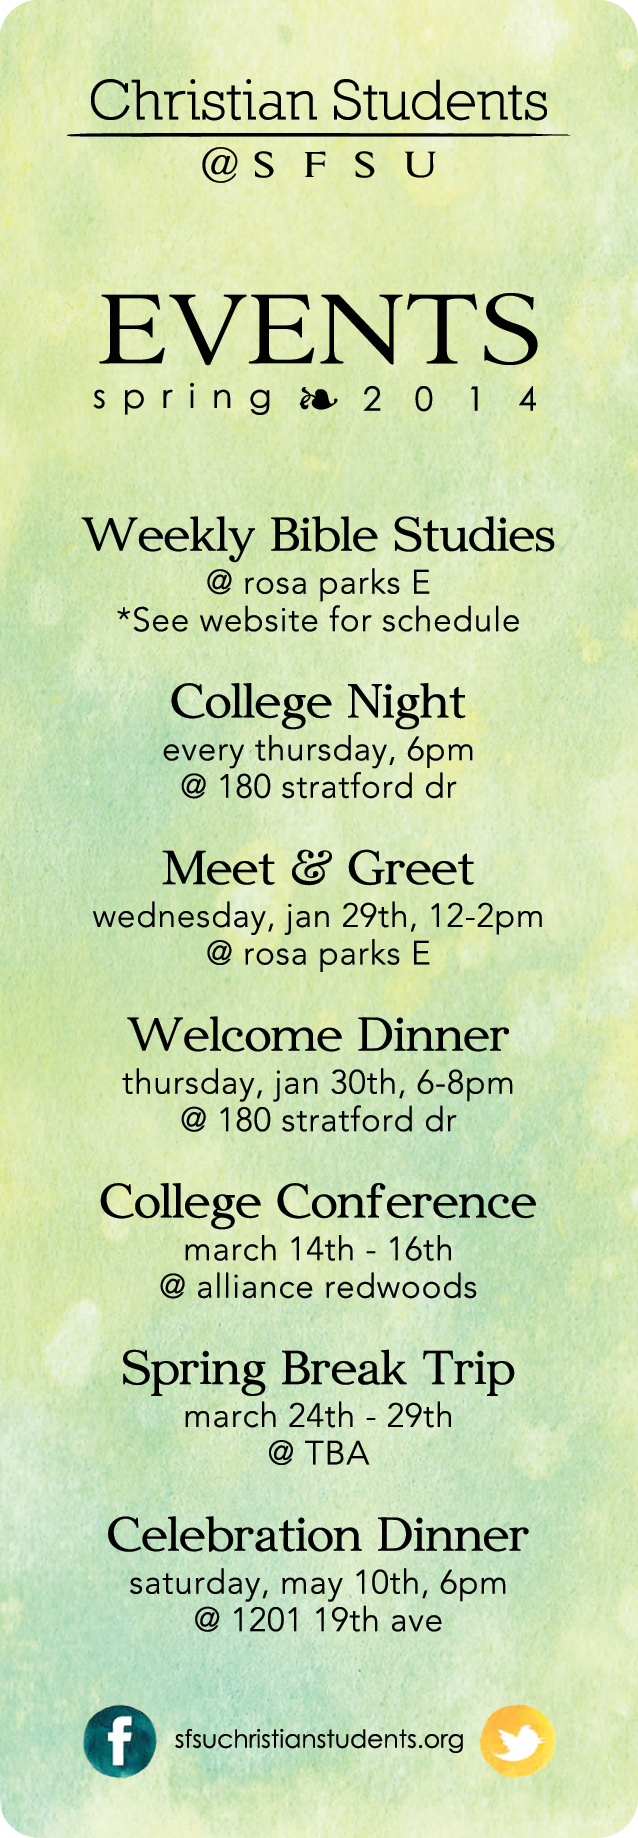 Christian Students
@SFSU
EVENTS
spring ❧ 2014
Weekly Bible Studies
@ rosa parks E
*See website for schedule
College Night
every thursday, 6pm
@ 180 stratford dr
Meet & Greet
wednesday, jan 29th, 12-2pm
@ rosa parks E
Welcome Dinner
thursday, jan 30th, 6-8pm
@ 180 stratford dr
College Conference
march 14th - 16th
@ alliance redwoods
Spring Break Trip
march 24th - 29th
@ TBA
Celebration Dinner
saturday, may 10th, 6pm
@ 1201 19th ave
f sfsuchristianstudents.org